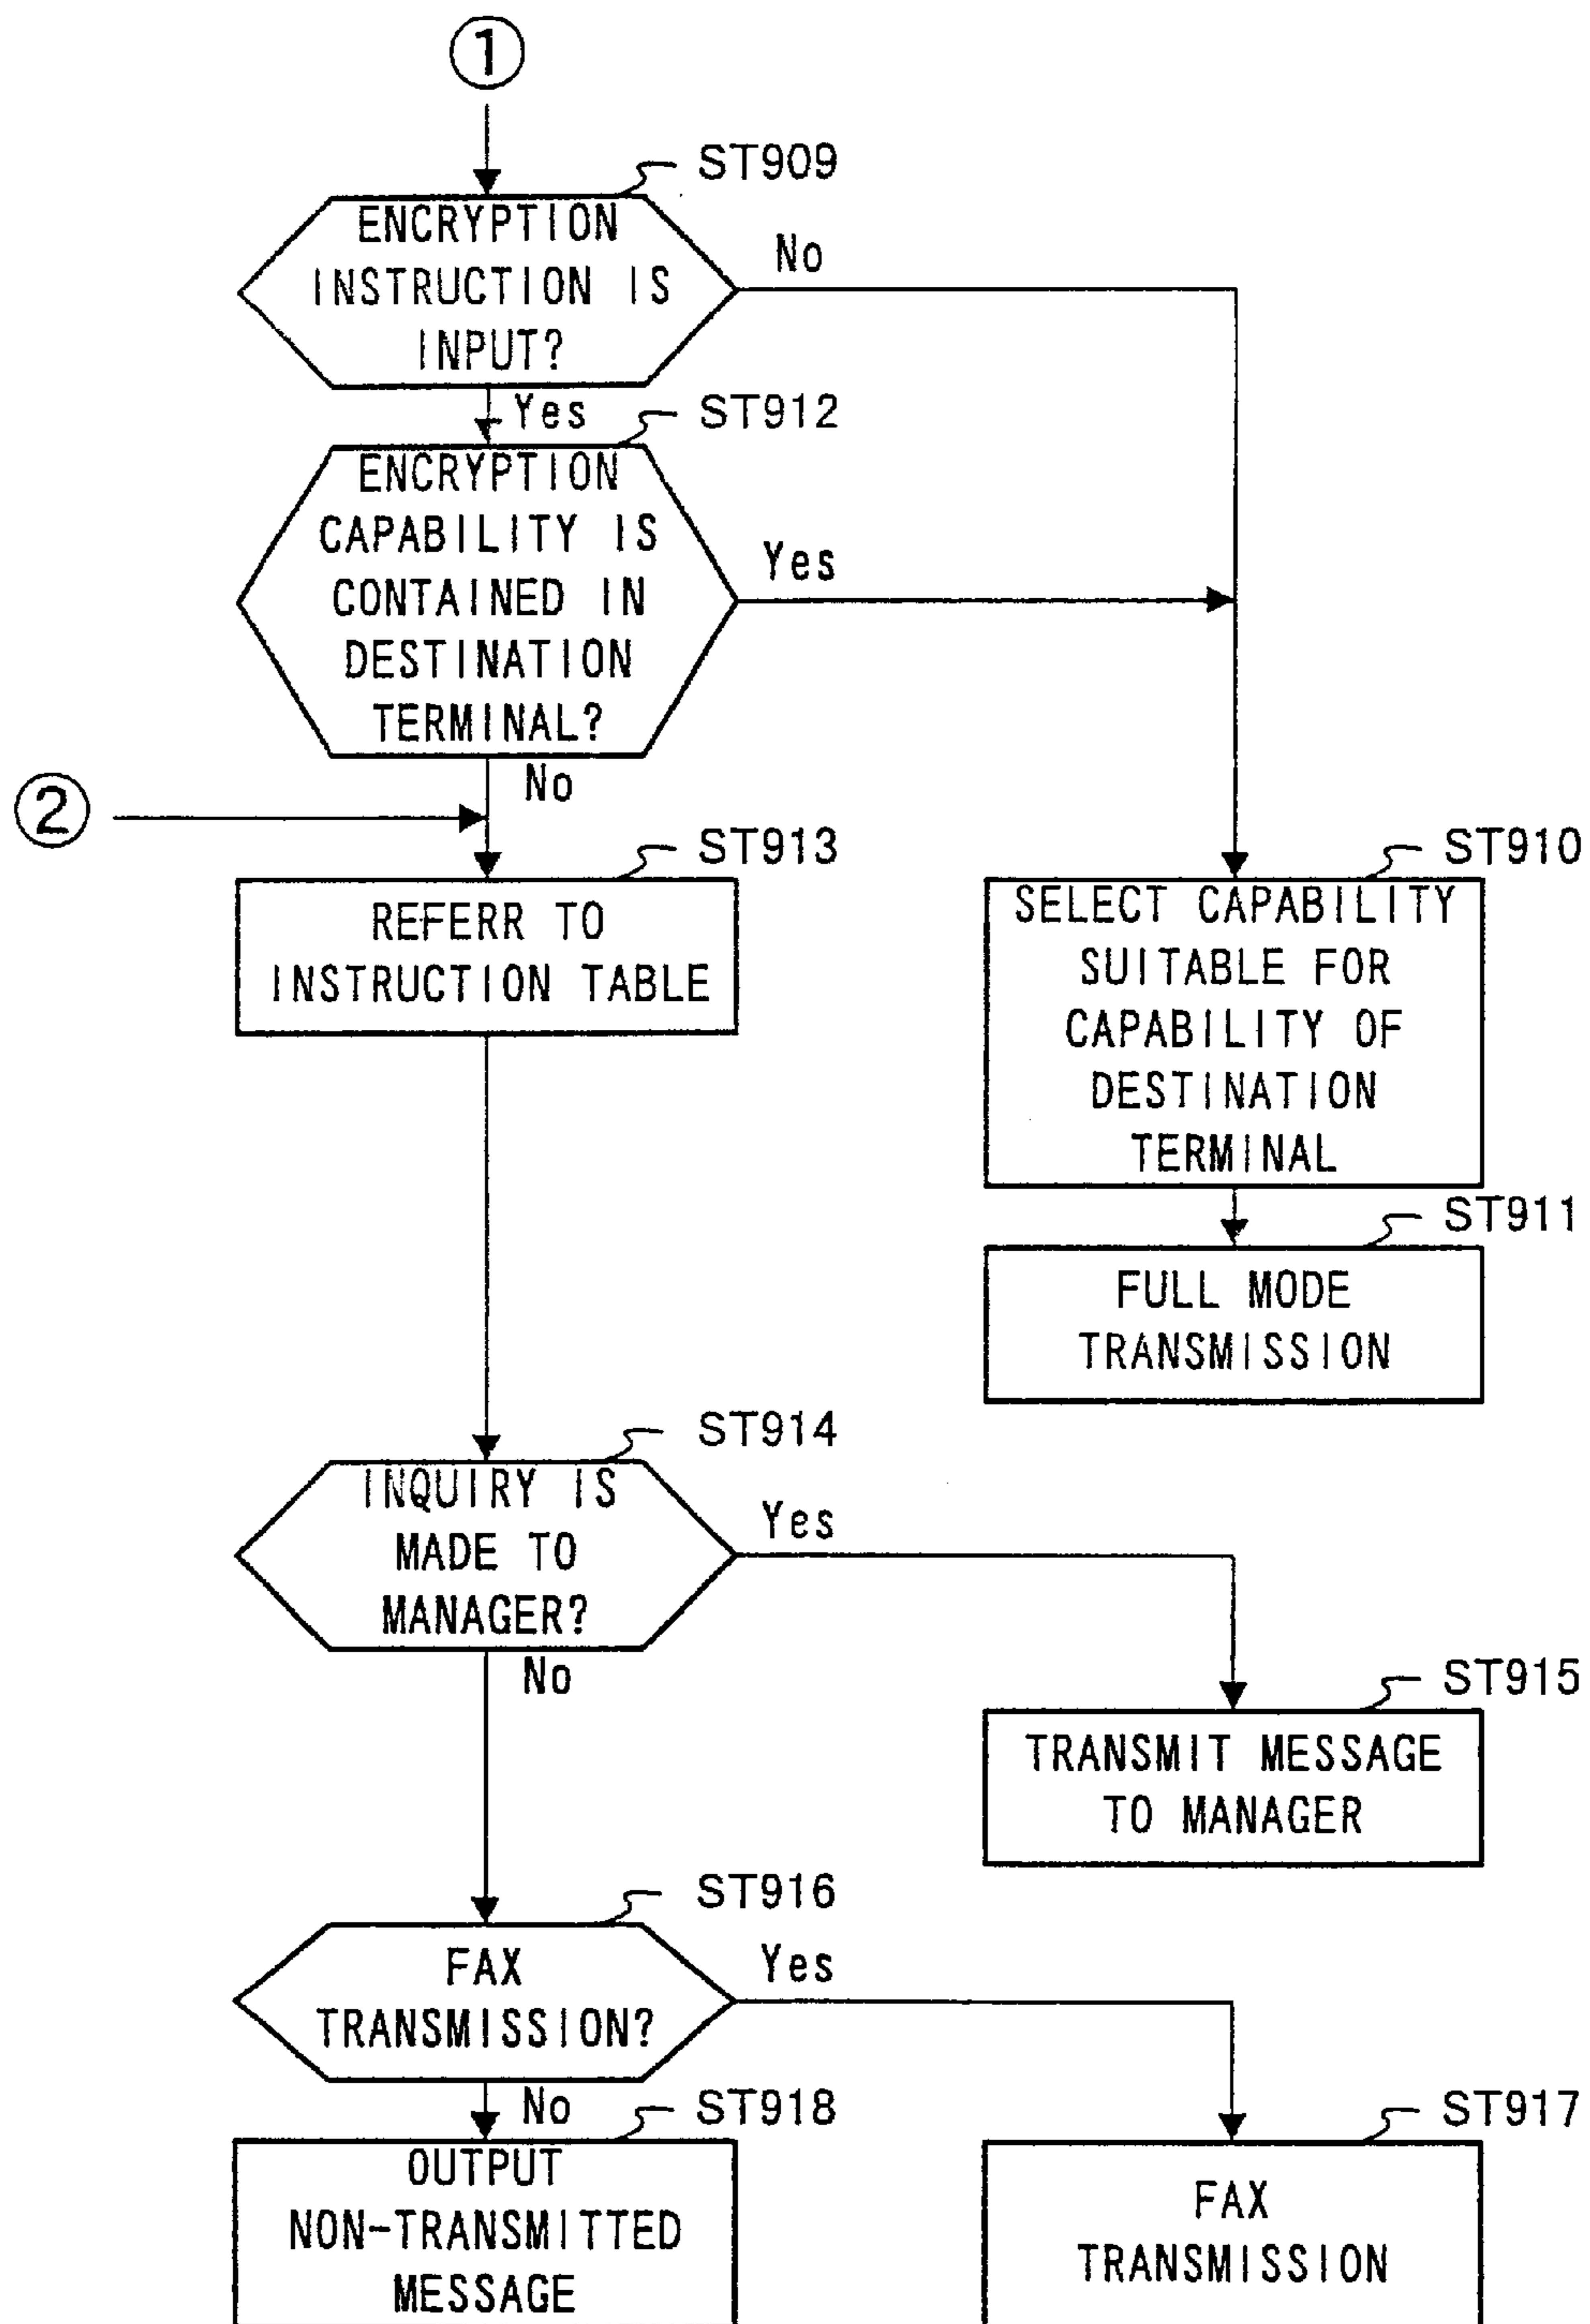 ①
ST909
ENCRYPTION
INSTRUCTION IS
INPUT?
No
Yes
ST912
ENCRYPTION
CAPABILITY IS
CONTAINED IN
DESTINATION
TERMINAL?
Yes
No
②
ST913
REFERR TO
INSTRUCTION TABLE
ST910
SELECT CAPABILITY
SUITABLE FOR
CAPABILITY OF
DESTINATION
TERMINAL
ST911
FULL MODE
TRANSMISSION
ST914
INQUIRY IS
MADE TO
MANAGER?
Yes
No
ST915
TRANSMIT MESSAGE
TO MANAGER
ST916
FAX
TRANSMISSION?
Yes
No
ST918
OUTPUT
NON-TRANSMITTED
MESSAGE
ST917
FAX
TRANSMISSION